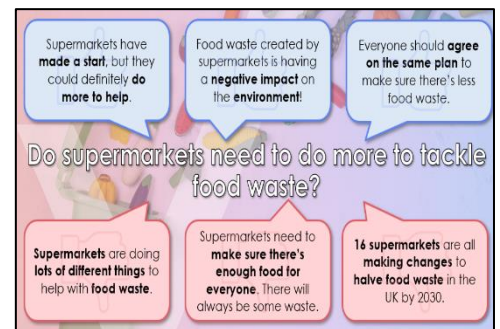 Supermarkets have
made a start, but they
could definitely do
more to help.
Food waste created by
supermarkets is having
a negative impact on
the environment!
Everyone should agree
on the same plan to
make sure there's less
food waste.
Do supermarkets need to do more to tackle
food waste?
Supermarkets are doing
lots of different things to
help with food waste.
Supermarkets need to
make sure there's
enough food for
everyone. There will
always be some waste.
16 supermarkets are all
making changes to
halve food waste in the
UK by 2030.